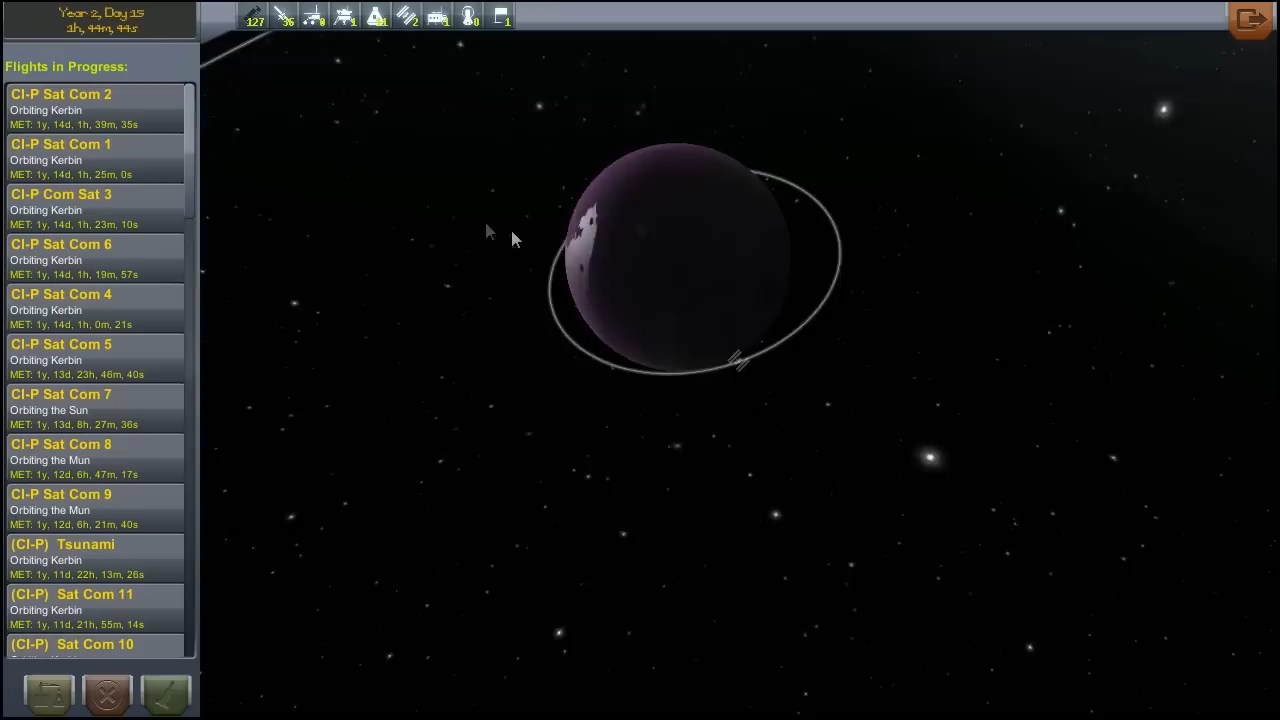 Year 2, Day 15
1h, 44m, 44s
127
36
0
1
2
0
1
Flights in Progress:
CI-P Sat Com 2
Orbiting Kerbin
MET: 1y, 14d, 1h, 39m, 35s
CI-P Sat Com 1
Orbiting Kerbin
MET: 1y, 14d, 1h, 25m, 0s
CI-P Com Sat 3
Orbiting Kerbin
MET: 1y, 14d, 1h, 23m, 10s
CI-P Sat Com 6
Orbiting Kerbin
MET: 1y, 14d, 1h, 19m, 57s
CI-P Sat Com 4
Orbiting Kerbin
MET: 1y, 14d, 1h, 0m, 21s
CI-P Sat Com 5
Orbiting Kerbin
MET: 1y, 13d, 23h, 46m, 40s
CI-P Sat Com 7
Orbiting the Sun
MET: 1y, 13d, 8h, 27m, 36s
CI-P Sat Com 8
Orbiting the Mun
MET: 1y, 12d, 6h, 47m, 17s
CI-P Sat Com 9
Orbiting the Mun
MET: 1y, 12d, 6h, 21m, 40s
(CI-P) Tsunami
Orbiting Kerbin
MET: 1y, 11d, 22h, 13m, 26s
(CI-P) Sat Com 11
Orbiting Kerbin
MET: 1y, 11d, 21h, 55m, 14s
(CI-P) Sat Com 10